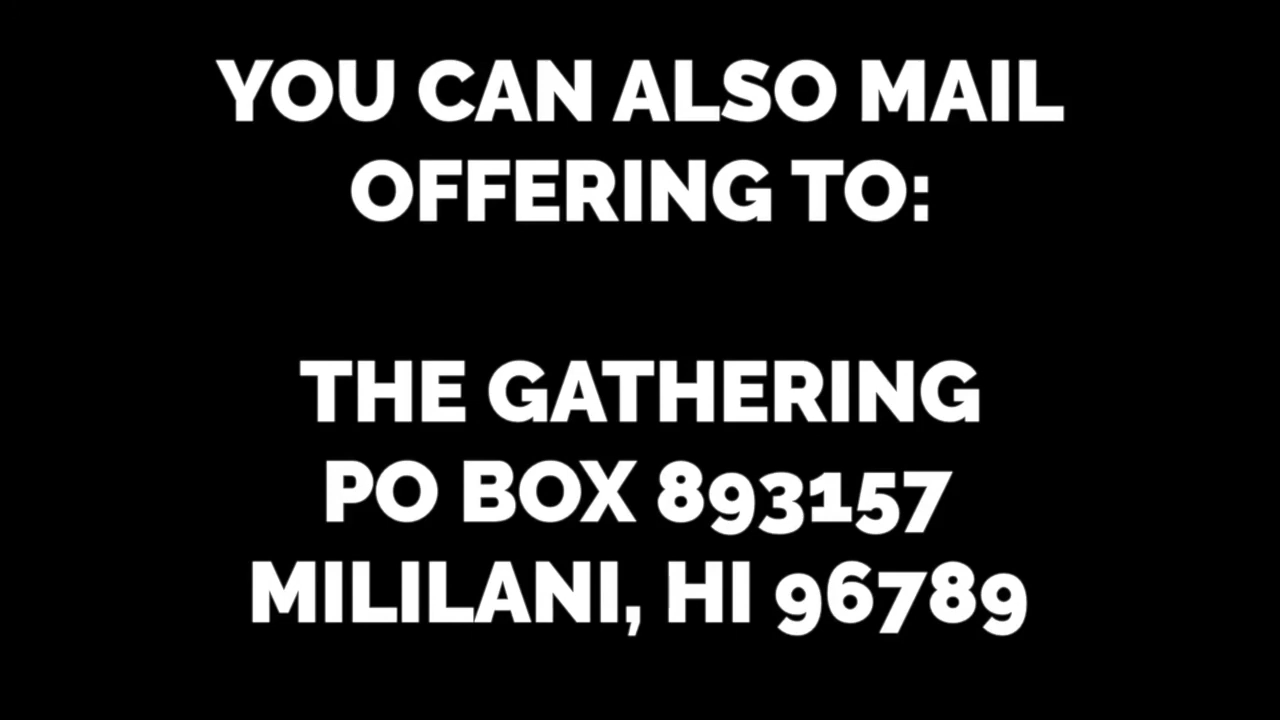 YOU CAN ALSO MAIL
OFFERING TO:
THE GATHERING
PO BOX 893157
MILILANI, HI 96789